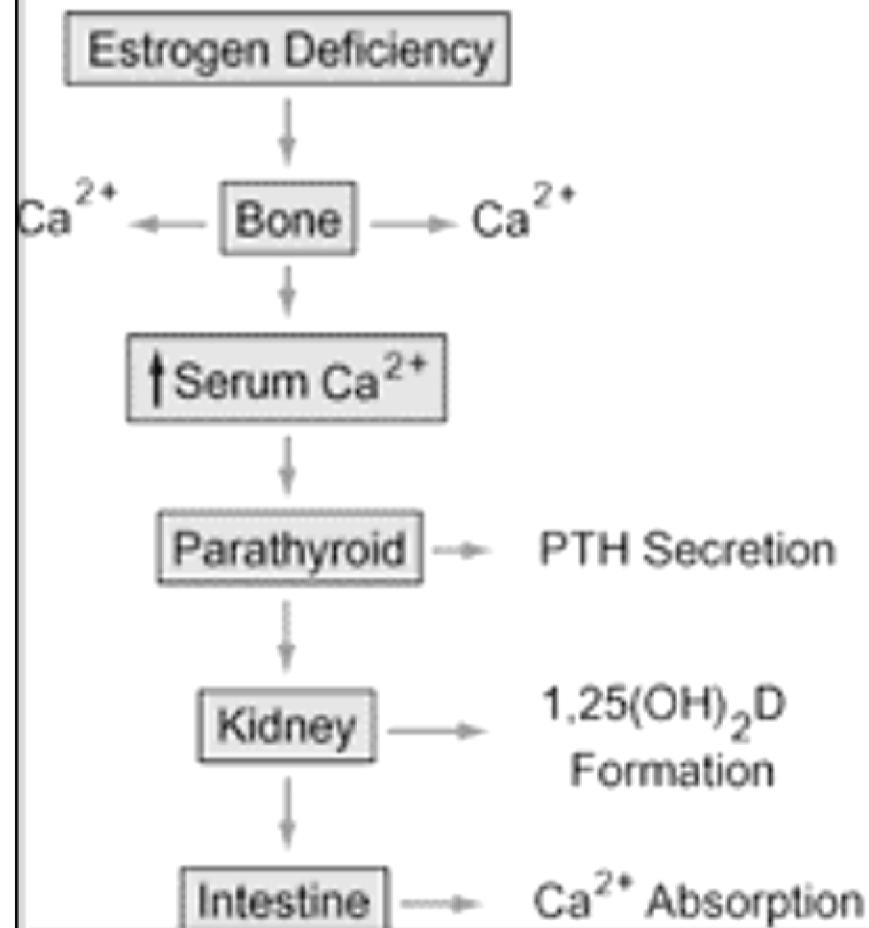 Estrogen Deficiency
Ca²⁺ Bone Ca²⁺
↑ Serum Ca²⁺
Parathyroid PTH Secretion
Kidney 1,25(OH)₂D
Formation
Intestine Ca²⁺ Absorption